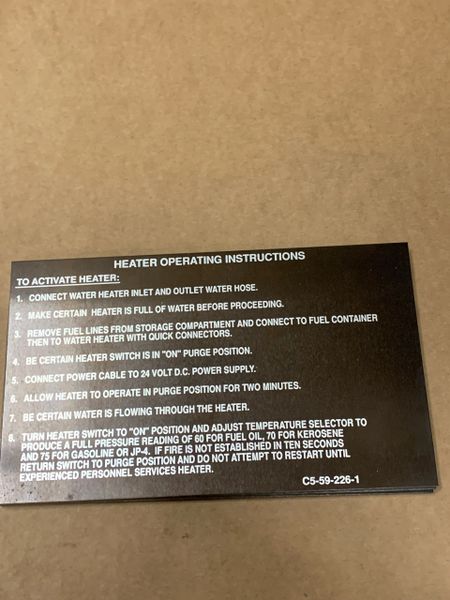 HEATER OPERATING INSTRUCTIONS
TO ACTIVATE HEATER:
1. CONNECT WATER HEATER INLET AND OUTLET WATER HOSE.
2. MAKE CERTAIN HEATER IS FULL OF WATER BEFORE PROCEEDING.
3. REMOVE FUEL LINES FROM STORAGE COMPARTMENT AND CONNECT TO FUEL CONTAINER
THEN TO WATER HEATER WITH QUICK CONNECTORS.
4. BE CERTAIN HEATER SWITCH IS IN "ON" PURGE POSITION.
5. CONNECT POWER CABLE TO 24 VOLT D.C. POWER SUPPLY.
6. ALLOW HEATER TO OPERATE IN PURGE POSITION FOR TWO MINUTES.
7. BE CERTAIN WATER IS FLOWING THROUGH THE HEATER.
8. TURN HEATER SWITCH TO "ON" POSITION AND ADJUST TEMPERATURE SELECTOR TO
PRODUCE A FULL PRESSURE READING OF 60 FOR FUEL OIL, 70 FOR KEROSENE
AND 75 FOR GASOLINE OR JP-4. IF FIRE IS NOT ESTABLISHED IN TEN SECONDS
RETURN SWITCH TO PURGE POSITION AND DO NOT ATTEMPT TO RESTART UNTIL
EXPERIENCED PERSONNEL SERVICES HEATER.
C5-59-226-1